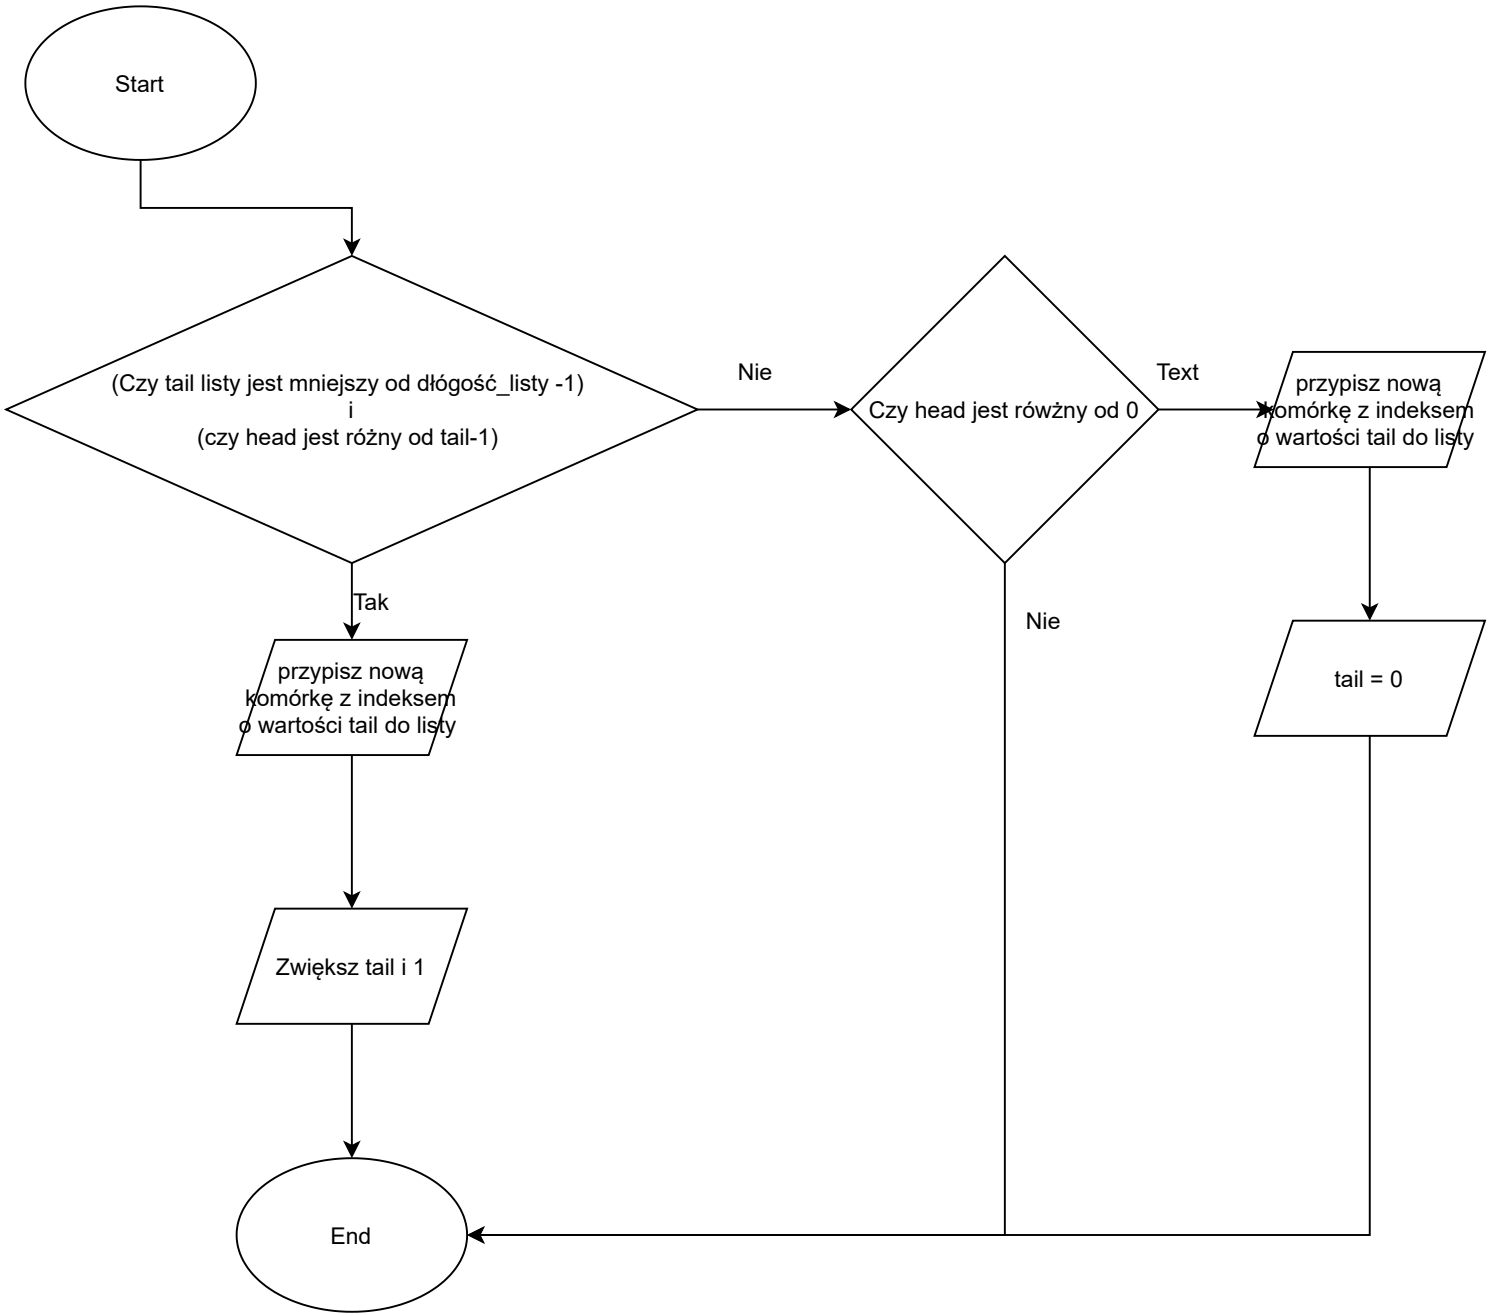 Start
(Czy tail listy jest mniejszy od dłógość_listy -1)
i
(czy head jest różny od tail-1)
Nie
Czy head jest rówżny od 0
Text
przypisz nową
komórkę z indeksem
o wartości tail do listy
Tak
Nie
przypisz nową
komórkę z indeksem
o wartości tail do listy
tail = 0
Zwiększ tail i 1
End